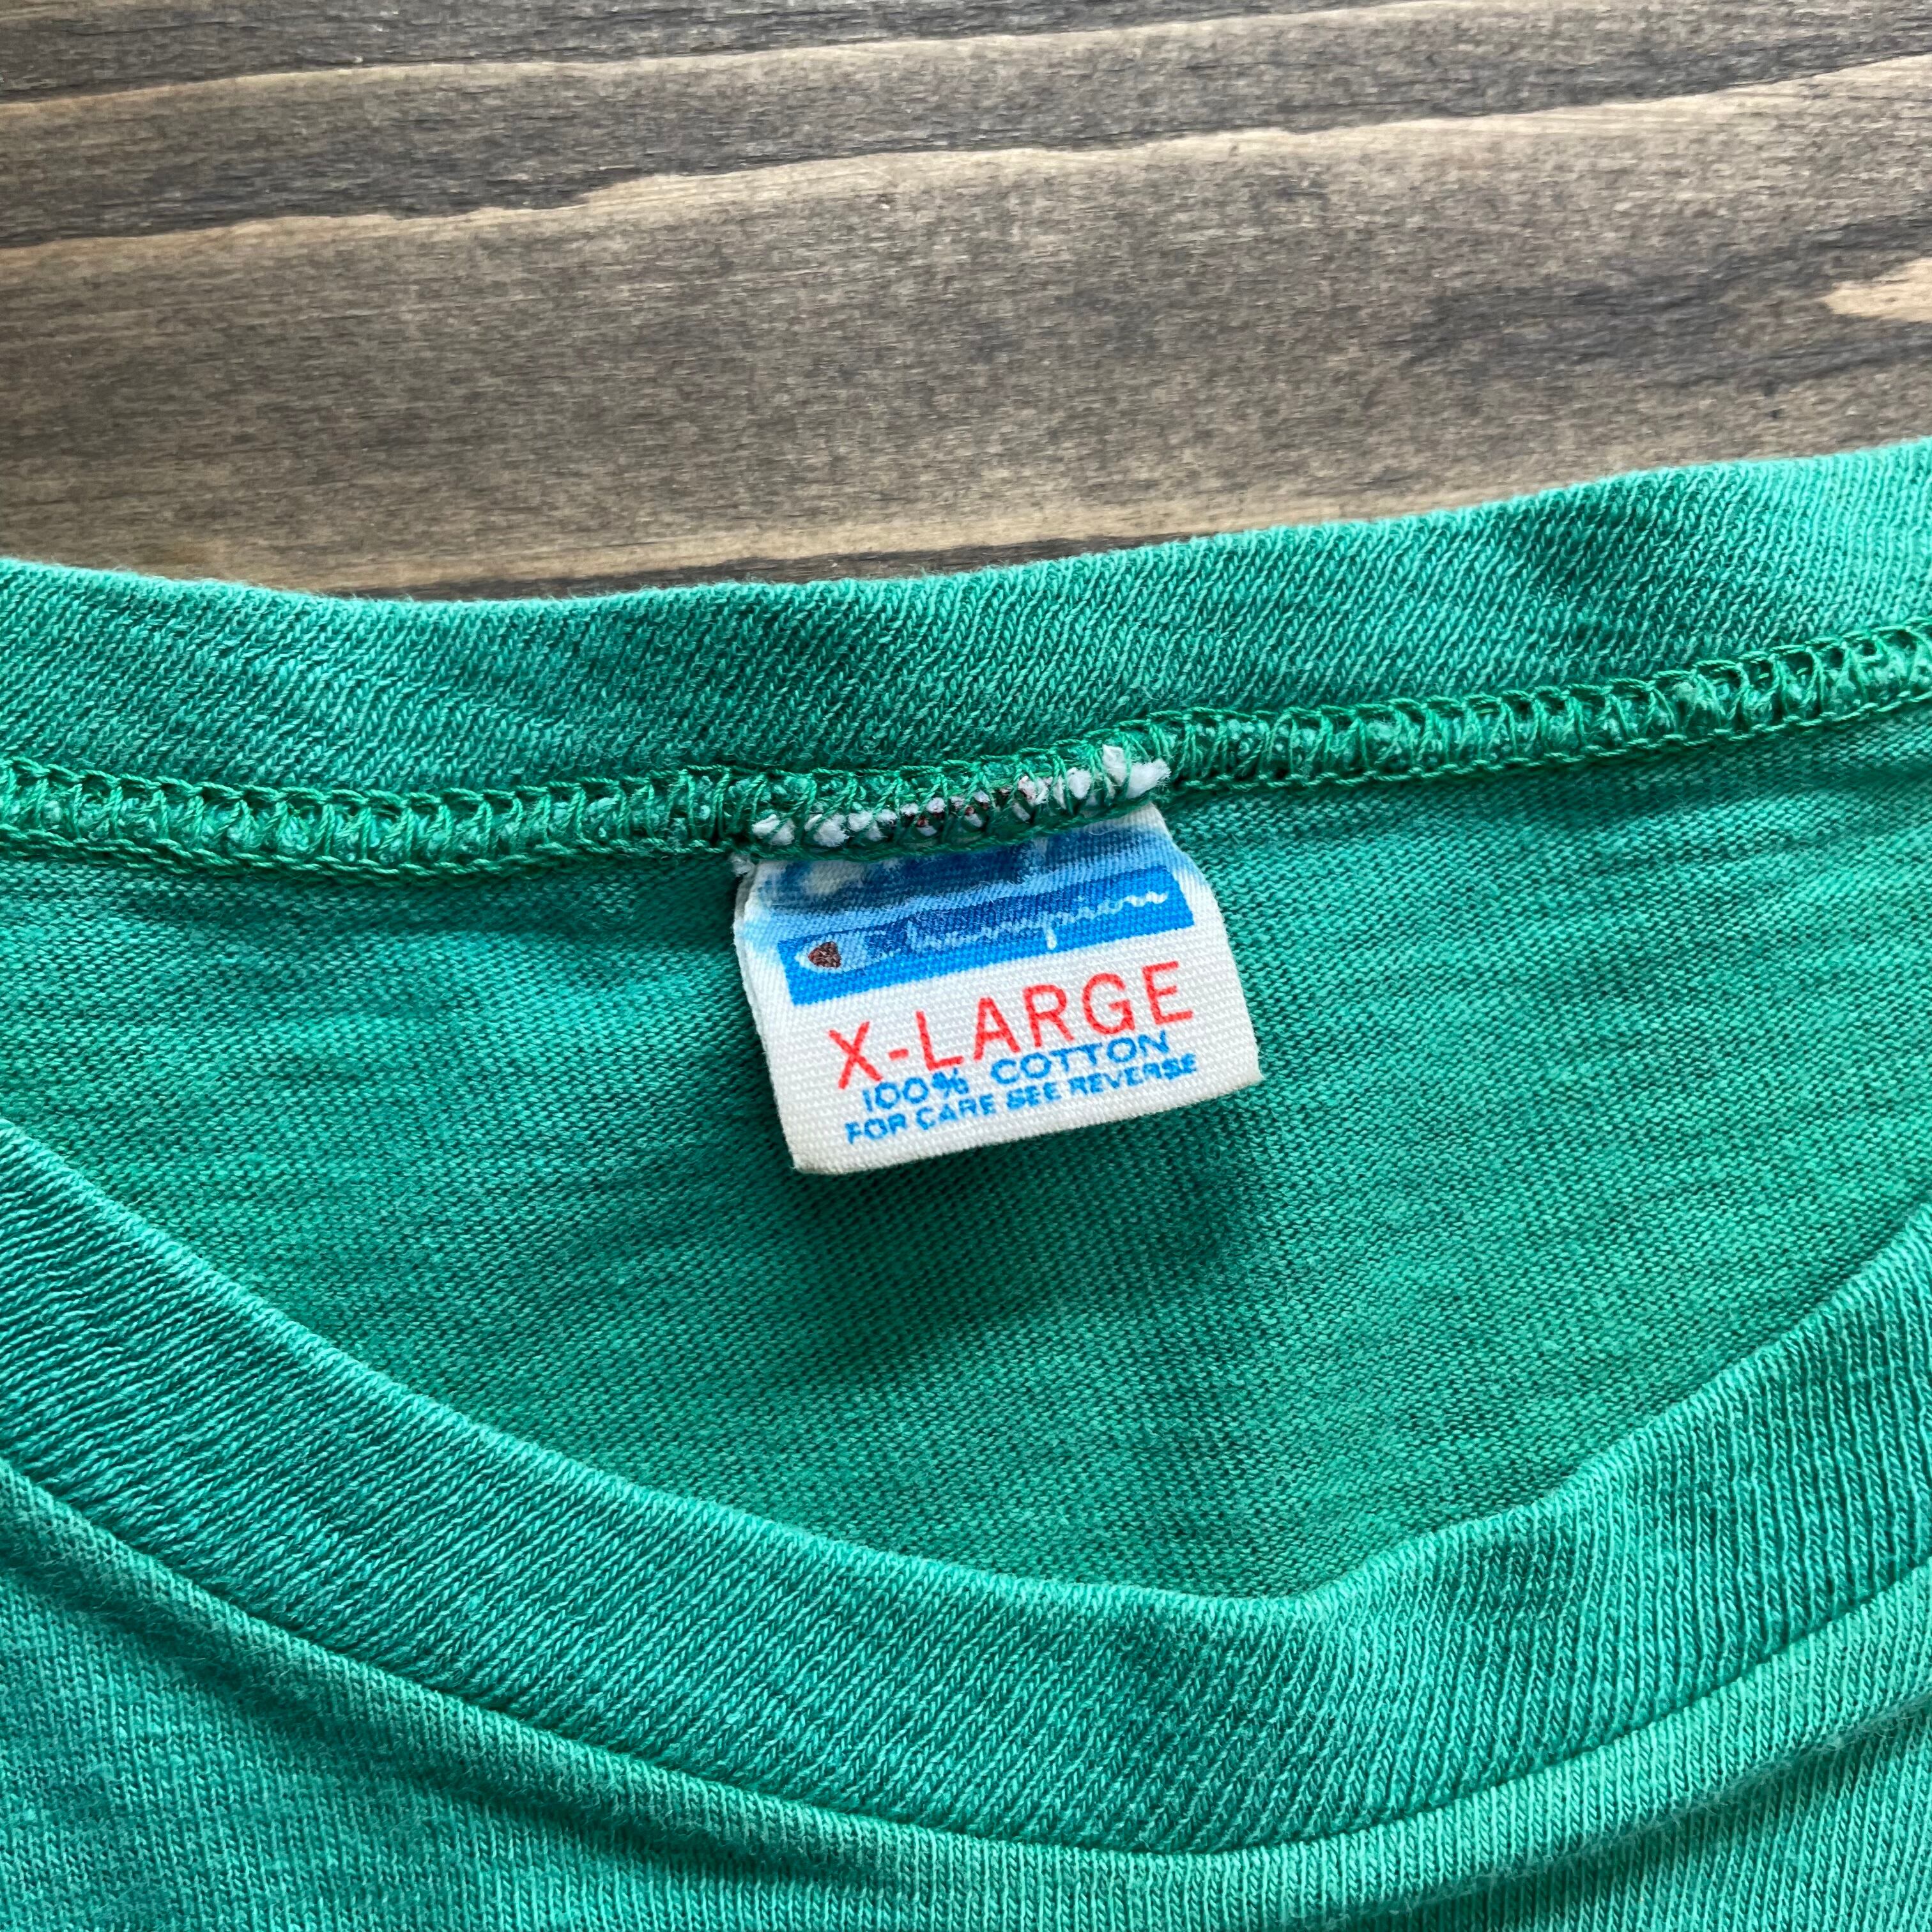 Champion
X-LARGE
100% COTTON
FOR CARE SEE REVERSE